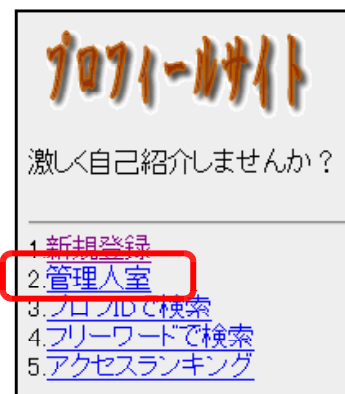 プロフィールサイト
激しく自己紹介しませんか？
1.新規登録
2.管理人室
3.プロフIDで検索
4.フリーワードで検索
5.アクセスランキング